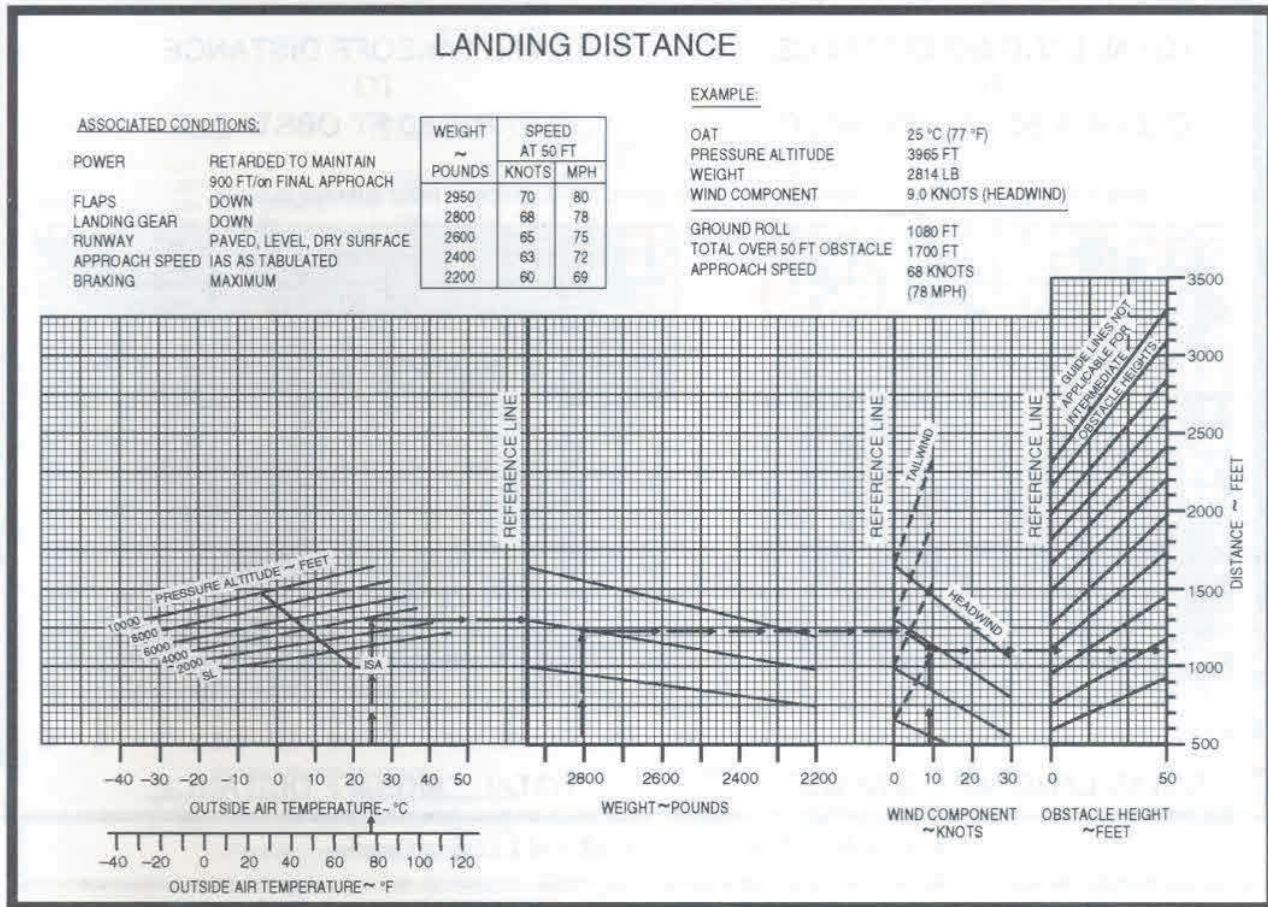 LANDING DISTANCE
ASSOCIATED CONDITIONS:
POWER RETARDED TO MAINTAIN
900 FT/on FINAL APPROACH
FLAPS DOWN
LANDING GEAR DOWN
RUNWAY PAVED, LEVEL, DRY SURFACE
APPROACH SPEED IAS AS TABULATED
BRAKING MAXIMUM
WEIGHT ~ POUNDS SPEED AT 50 FT
KNOTS MPH
2950 70 80
2800 68 78
2600 65 75
2400 63 72
2200 60 69
EXAMPLE:
OAT 25 °C (77 °F)
PRESSURE ALTITUDE 3965 FT
WEIGHT 2814 LB
WIND COMPONENT 9.0 KNOTS (HEADWIND)
GROUND ROLL 1080 FT
TOTAL OVER 50 FT OBSTACLE 1700 FT
APPROACH SPEED 68 KNOTS
(78 MPH)
PRESSURE ALTITUDE ~ FEET
10000
8000
6000
4000
2000
SL
ISA
REFERENCE LINE
REFERENCE LINE
TAILWIND
HEADWIND
REFERENCE LINE
GUIDE LINES NOT
APPLICABLE FOR
INTERMEDIATE
OBSTACLE HEIGHTS
3500
3000
2500
2000
1500
1000
500
DISTANCE ~ FEET
-40 -30 -20 -10 0 10 20 30 40 50
OUTSIDE AIR TEMPERATURE ~ °C
2800 2600 2400 2200
WEIGHT~POUNDS
0 10 20 30
WIND COMPONENT
~KNOTS
0 50
OBSTACLE HEIGHT
~FEET
-40 -20 0 20 40 60 80 100 120
OUTSIDE AIR TEMPERATURE ~ °F